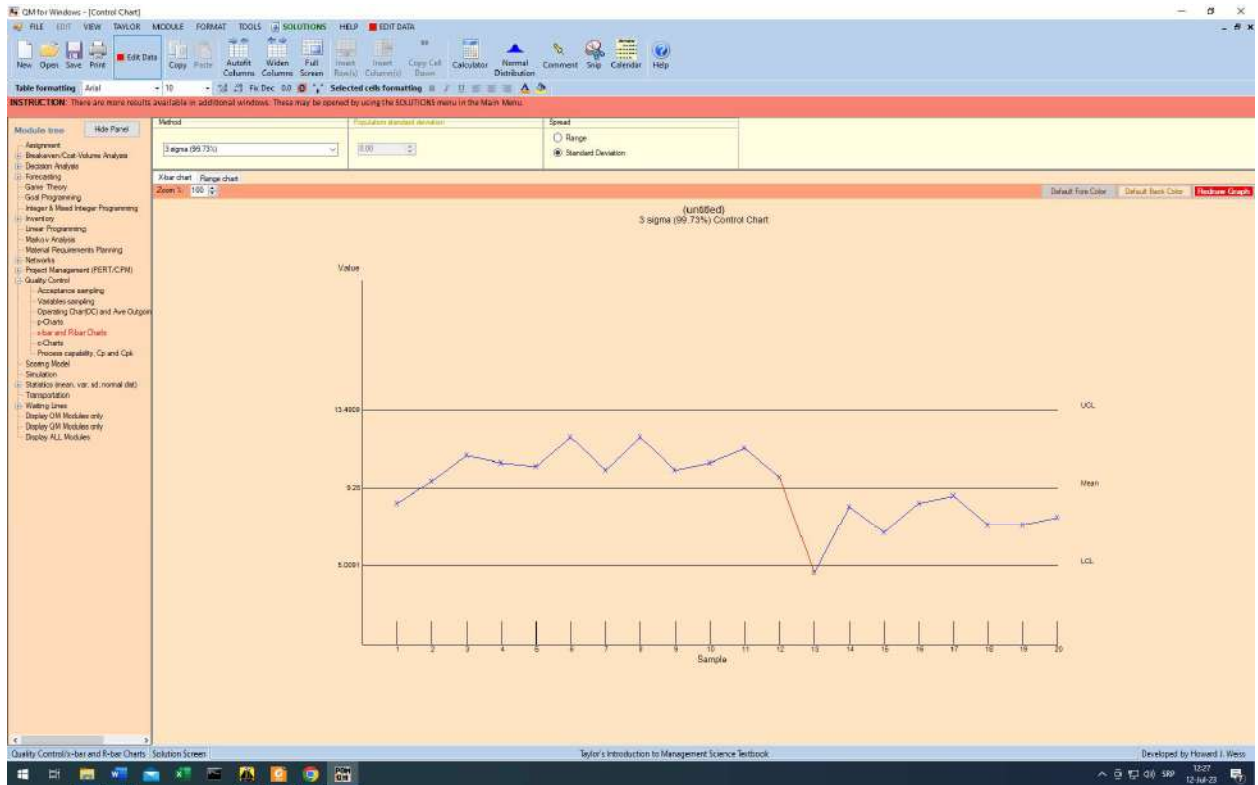 QM for Windows - [Control Chart]
FILE EDIT VIEW TAYLOR MODULE FORMAT TOOLS SOLUTIONS HELP EDIT DATA
New Open Save Print Edit Data Copy Paste Autofit Columns Widen Columns Full Screen Insert Row(s) Insert Column(s) Copy Cell Down Calculator Normal Distribution Comment Snip Calendar Help
Table formatting Arial 10 Fix Dec 0.0 Selected cells formatting B I U A
INSTRUCTION: There are more results available in additional windows. These may be opened by using the SOLUTIONS menu in the Main Menu.
Module tree Hide Panel
Assignment
Breakeven/Cost-Volume Analysis
Decision Analysis
Forecasting
Game Theory
Goal Programming
Integer & Mixed Integer Programming
Inventory
Linear Programming
Markov Analysis
Material Requirements Planning
Networks
Project Management (PERT/CPM)
Quality Control
Acceptance sampling
Variables sampling
Operating Char(OC) and Ave Outgoin
p-Charts
x-bar and R-bar Charts
c-Charts
Process capability, Cp and Cpk
Scoring Model
Simulation
Statistics (mean, var, sd, normal dist)
Transportation
Waiting Lines
Display OM Modules only
Display QM Modules only
Display ALL Modules
Method
3 sigma (99.73%)
Population standard deviation
0.00
Spread
Range
Standard Deviation
X-bar chart Range chart
Zoom % 100
Default Fore Color Default Back Color Redraw Graph
(untitled)
3 sigma (99.73%) Control Chart
Value
UCL
9.25 Mean
5.0091 LCL
1 2 3 4 5 6 7 8 9 10 11 12 13 14 15 16 17 18 19 20
Sample
Quality Control/x-bar and R-bar Charts Solution Screen Taylor's Introduction to Management Science Textbook Developed by Howard J. Weiss
POM QM
SRP 12:27
12-Jul-23